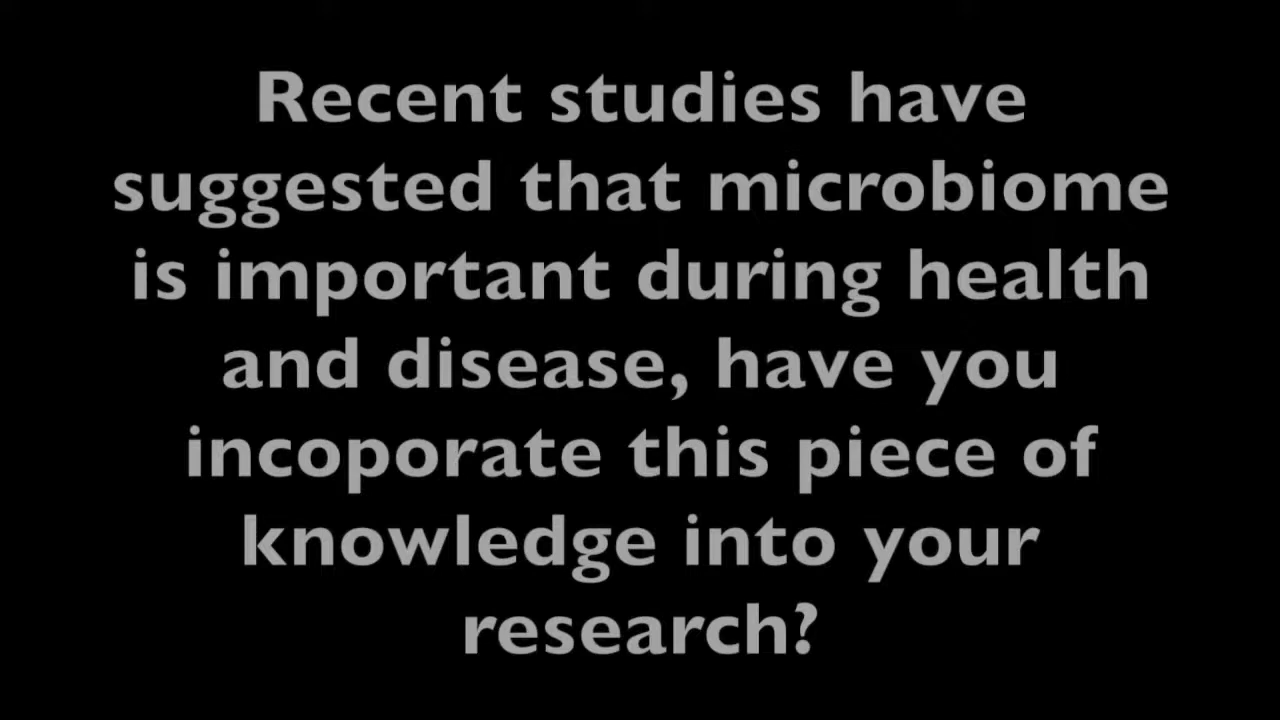 Recent studies have
suggested that microbiome
is important during health
and disease, have you
incoporate this piece of
knowledge into your
research?